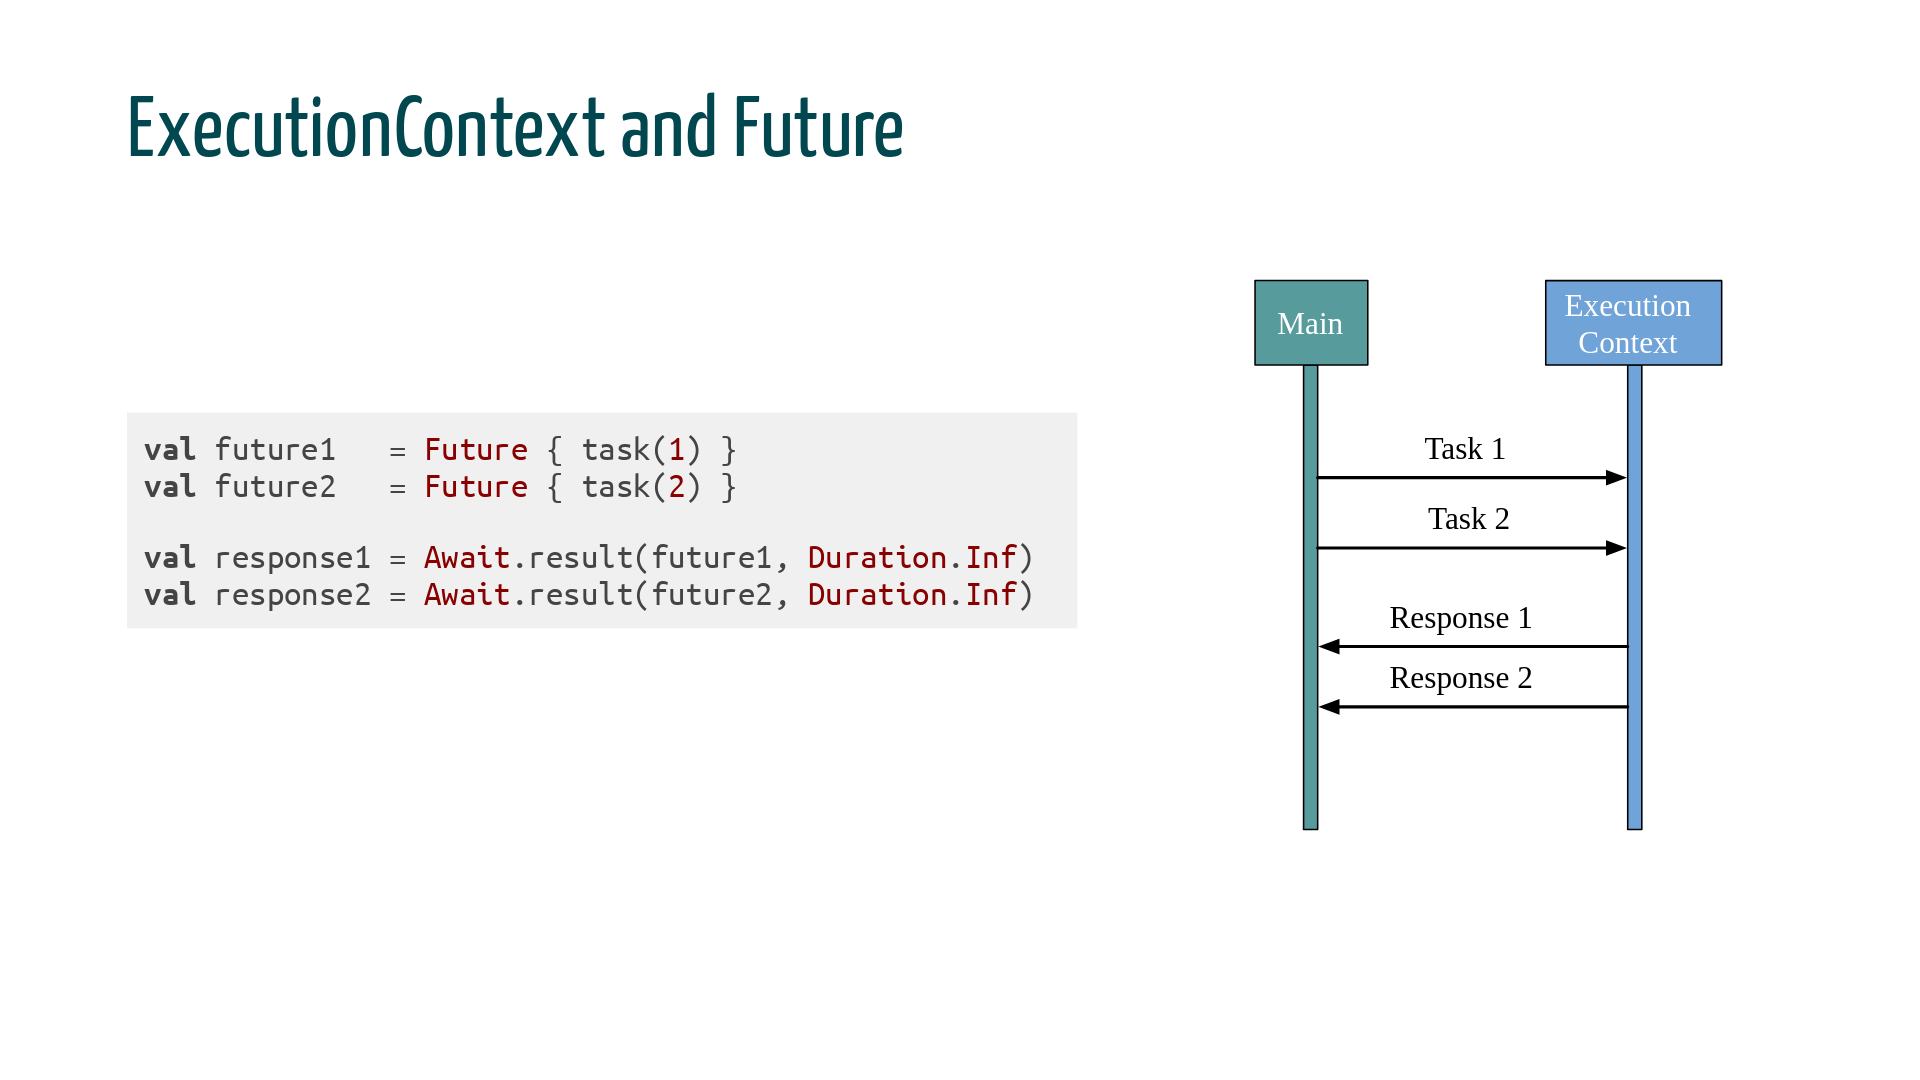 ExecutionContext and Future
val future1   = Future { task(1) }
val future2   = Future { task(2) }
val response1 = Await.result(future1, Duration.Inf)
val response2 = Await.result(future2, Duration.Inf)
Main
Execution
Context
Task 1
Task 2
Response 1
Response 2